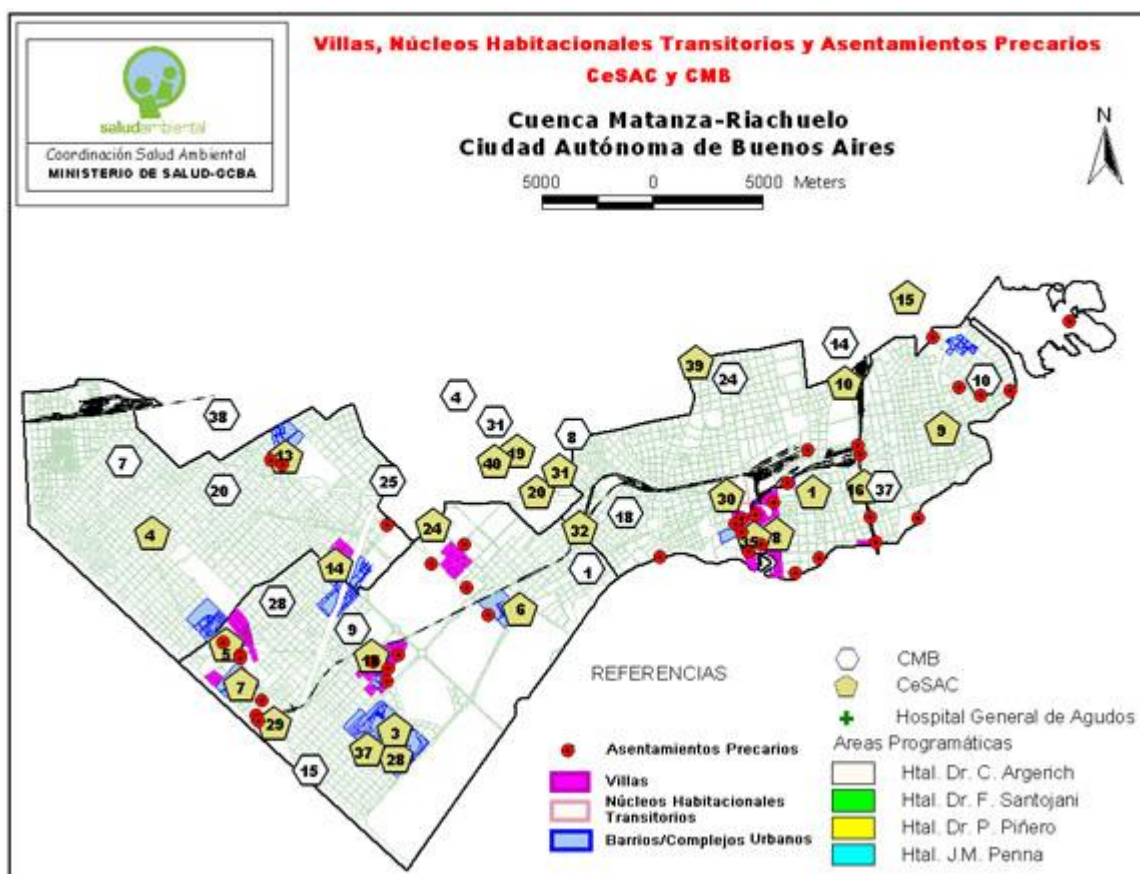 Villas, Núcleos Habitacionales Transitorios y Asentamientos Precarios
CeSAC y CMB
saludambiental
Coordinación Salud Ambiental
MINISTERIO DE SALUD-GCBA
Cuenca Matanza-Riachuelo
Ciudad Autónoma de Buenos Aires
N
5000 0 5000 Meters
15
14
39
24
10
10
4
38
31
8
9
7
13
19
40
31
20
25
20
30
1
16
37
4
24
32
18
35
8
14
1
28
6
9
5
19
7
29
3
37
28
15
REFERENCIAS
Asentamientos Precarios
Villas
Núcleos Habitacionales
Transitorios
Barrios/Complejos Urbanos
CMB
CeSAC
Hospital General de Agudos
Areas Programáticas
Htal. Dr. C. Argerich
Htal. Dr. F. Santojani
Htal. Dr. P. Piñero
Htal. J.M. Penna